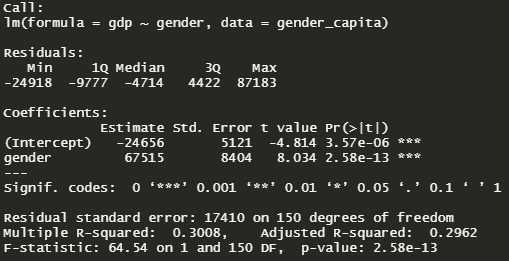 Call:
lm(formula = gdp ~ gender, data = gender_capita)
Residuals:
Min 1Q Median 3Q Max
-24918 -9777 -4714 4422 87183
Coefficients:
Estimate Std. Error t value Pr(>|t|)
(Intercept) -24656 5121 -4.814 3.57e-06 ***
gender 67515 8404 8.034 2.58e-13 ***
---
Signif. codes: 0 ‘***’ 0.001 ‘**’ 0.01 ‘*’ 0.05 ‘.’ 0.1 ‘ ’ 1
Residual standard error: 17410 on 150 degrees of freedom
Multiple R-squared: 0.3008, Adjusted R-squared: 0.2962
F-statistic: 64.54 on 1 and 150 DF, p-value: 2.58e-13